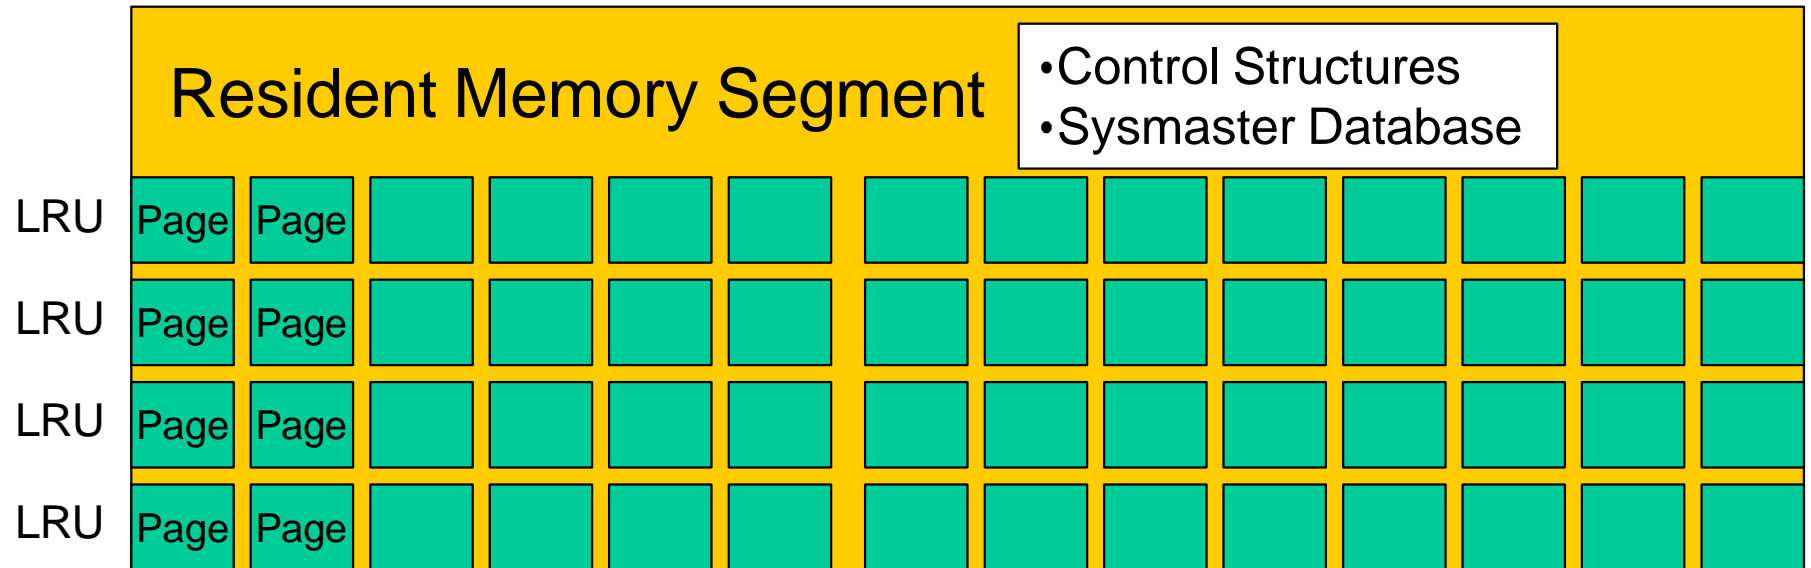 Resident Memory Segment
•Control Structures
•Sysmaster Database
LRU Page Page
LRU Page Page
LRU Page Page
LRU Page Page